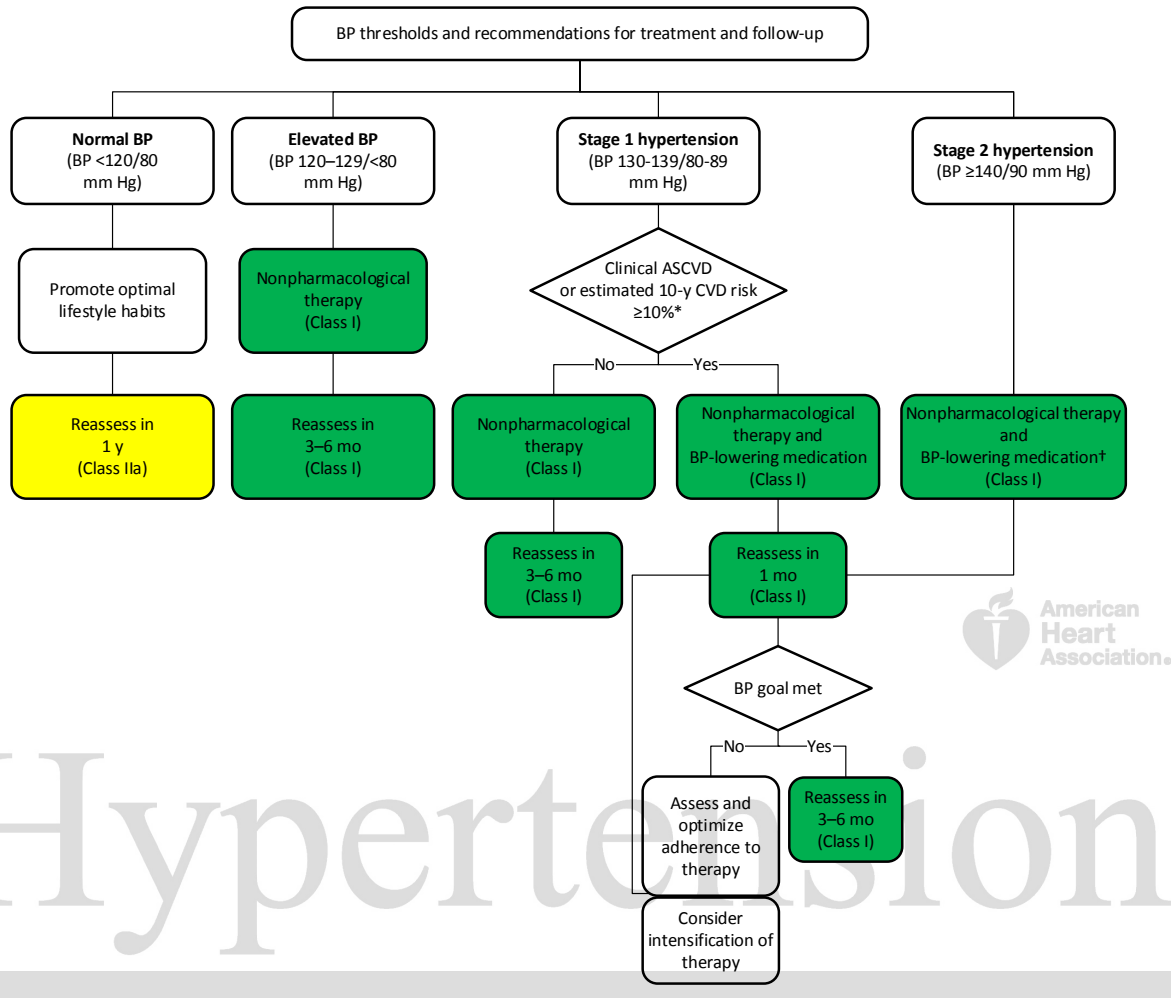 BP thresholds and recommendations for treatment and follow-up
Normal BP
(BP <120/80
mm Hg)
Elevated BP
(BP 120–129/<80
mm Hg)
Stage 1 hypertension
(BP 130-139/80-89
mm Hg)
Stage 2 hypertension
(BP ≥140/90 mm Hg)
Promote optimal
lifestyle habits
Nonpharmacological
therapy
(Class I)
Clinical ASCVD
or estimated 10-y CVD risk
≥10%*
No
Yes
Reassess in
1 y
(Class IIa)
Reassess in
3–6 mo
(Class I)
Nonpharmacological
therapy
(Class I)
Nonpharmacological
therapy and
BP-lowering medication
(Class I)
Nonpharmacological therapy
and
BP-lowering medication†
(Class I)
Reassess in
3–6 mo
(Class I)
Reassess in
1 mo
(Class I)
American
Heart
Association.
BP goal met
No
Yes
Assess and
optimize
adherence to
therapy
Reassess in
3–6 mo
(Class I)
Consider
intensification of
therapy
Hypertension